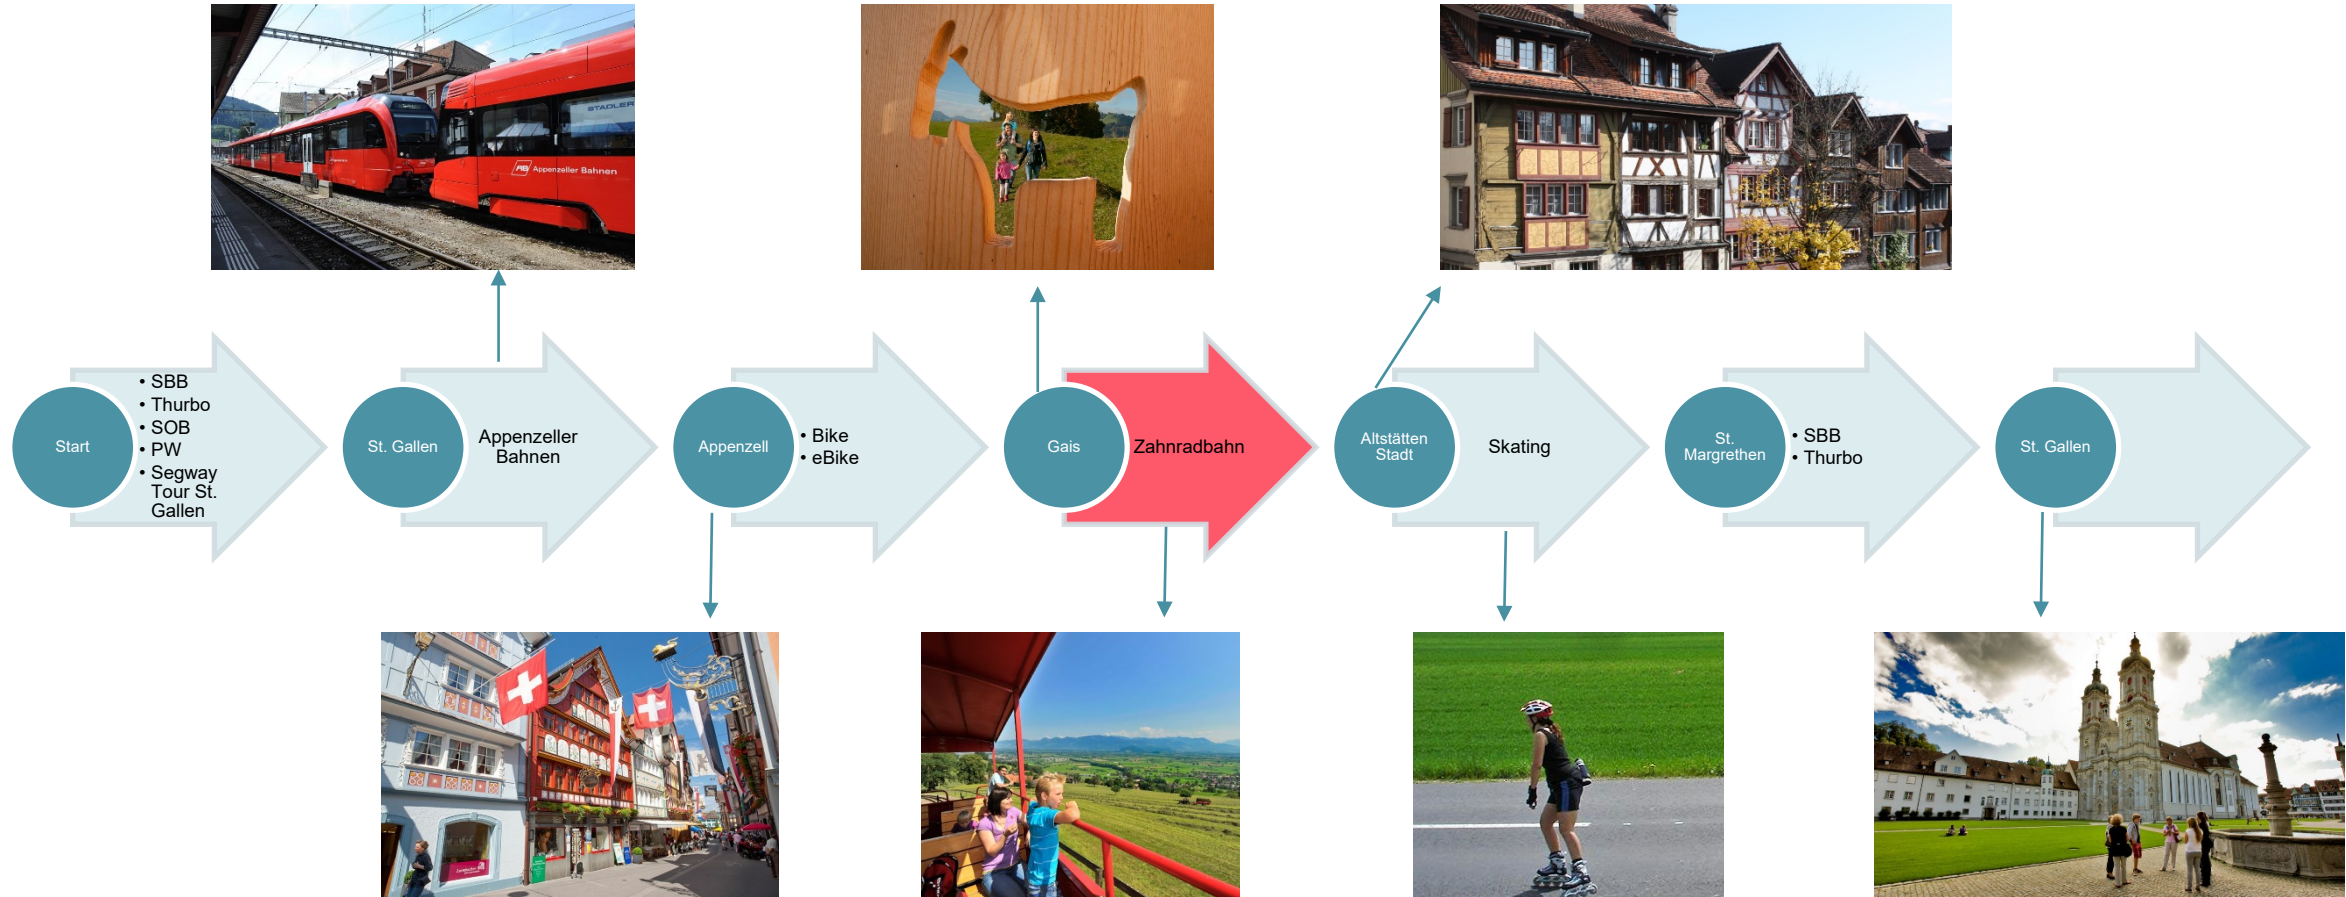 STADLER
AB Appenzeller Bahnen
Start
• SBB
• Thurbo
• SOB
• PW
• Segway
Tour St.
Gallen
St. Gallen
Appenzeller
Bahnen
Appenzell
• Bike
• eBike
Gais
Zahnradbahn
Altstätten
Stadt
Skating
St.
Margrethen
• SBB
• Thurbo
St. Gallen